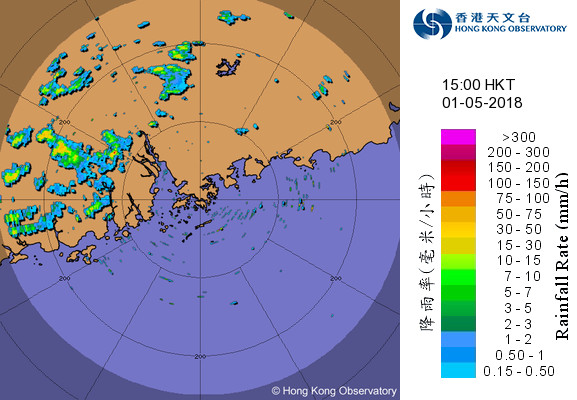 香港天文台
HONG KONG OBSERVATORY
15:00 HKT
01-05-2018
>300
200 - 300
150 - 200
100 - 150
75 - 100
50 - 75
30 - 50
15 - 30
10 - 15
7 - 10
5 - 7
3 - 5
2 - 3
1 - 2
0.50 - 1
0.15 - 0.50
降雨率(毫米/小時)
Rainfall Rate (mm/h)
200
200
200
200
200
© Hong Kong Observatory